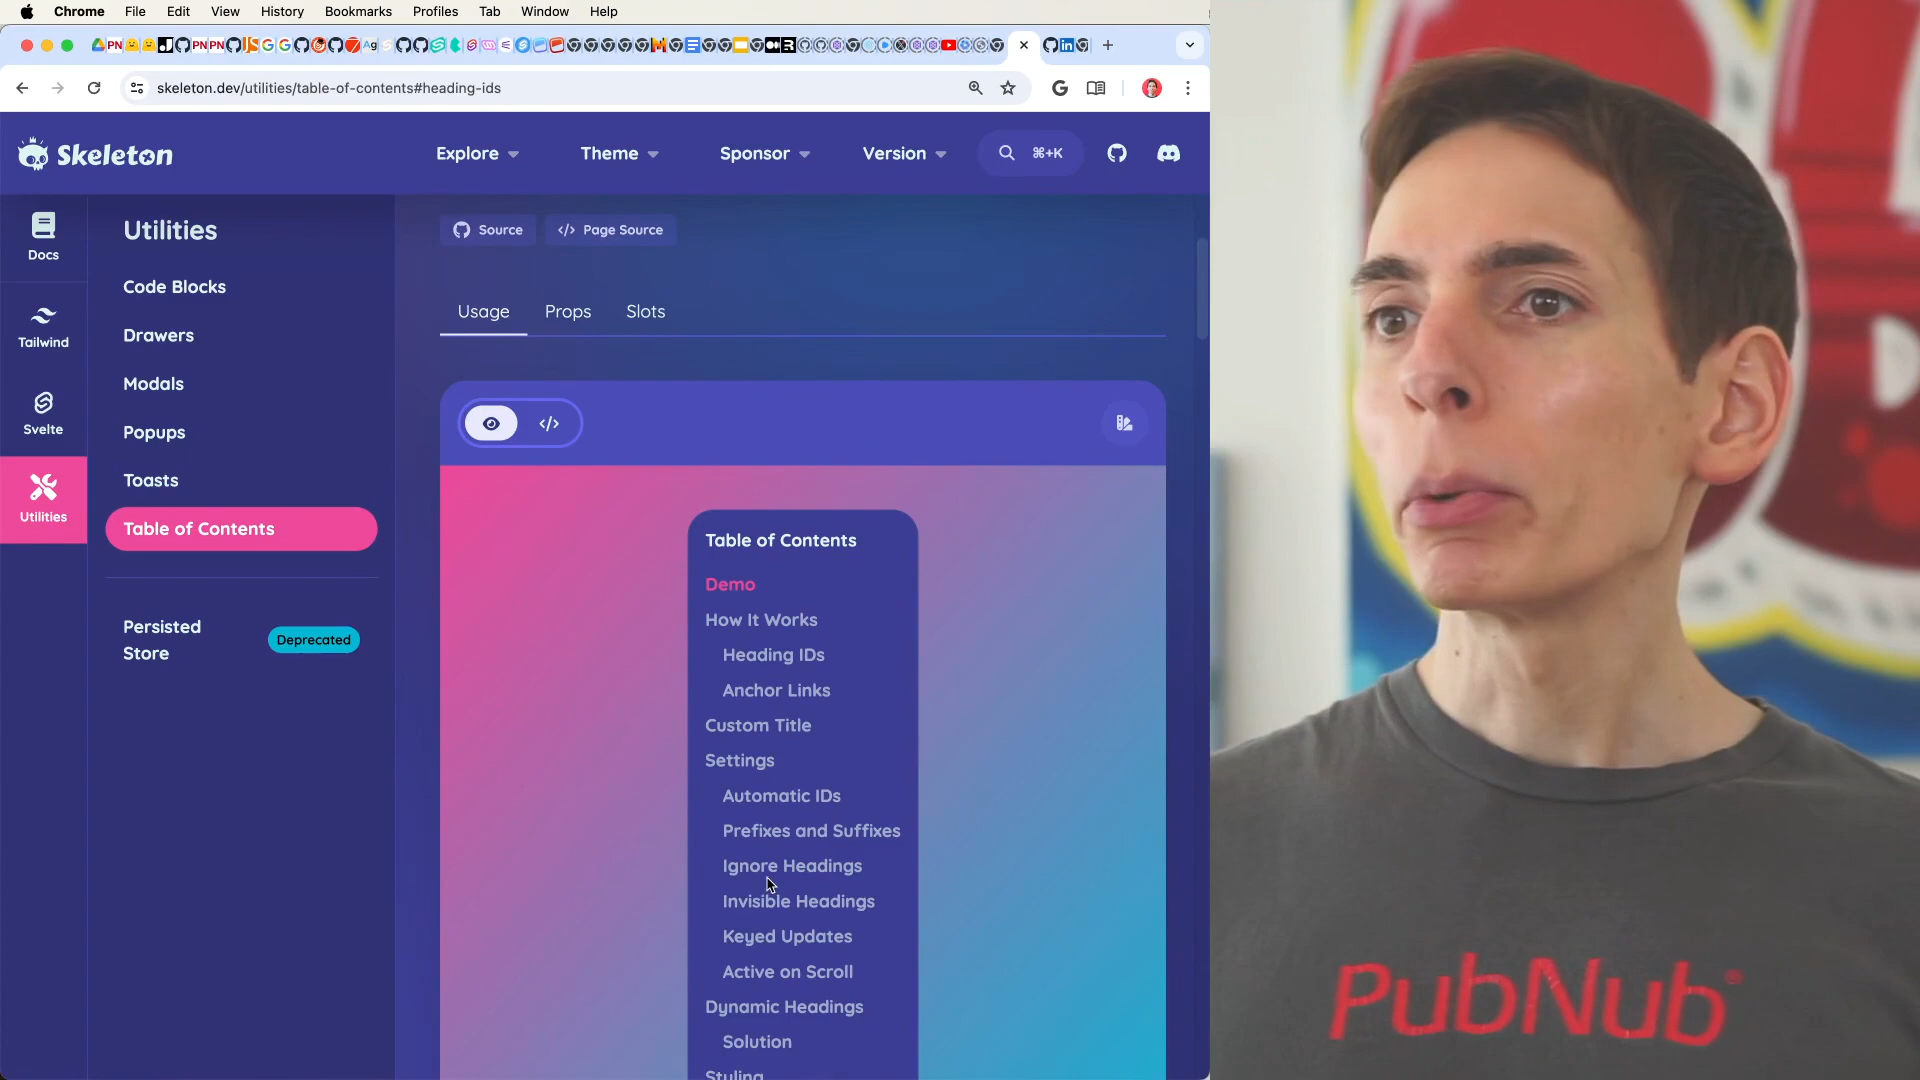 Chrome File Edit View History Bookmarks Profiles Tab Window Help
skeleton.dev/utilities/table-of-contents#heading-ids
Skeleton
Explore Theme Sponsor Version ⌘+K
Docs
Tailwind
Svelte
Utilities
Utilities
Code Blocks
Drawers
Modals
Popups
Toasts
Table of Contents
Persisted
Store
Deprecated
Source </> Page Source
Usage Props Slots
</>
Table of Contents
Demo
How It Works
Heading IDs
Anchor Links
Custom Title
Settings
Automatic IDs
Prefixes and Suffixes
Ignore Headings
Invisible Headings
Keyed Updates
Active on Scroll
Dynamic Headings
Solution
Styling
PubNub